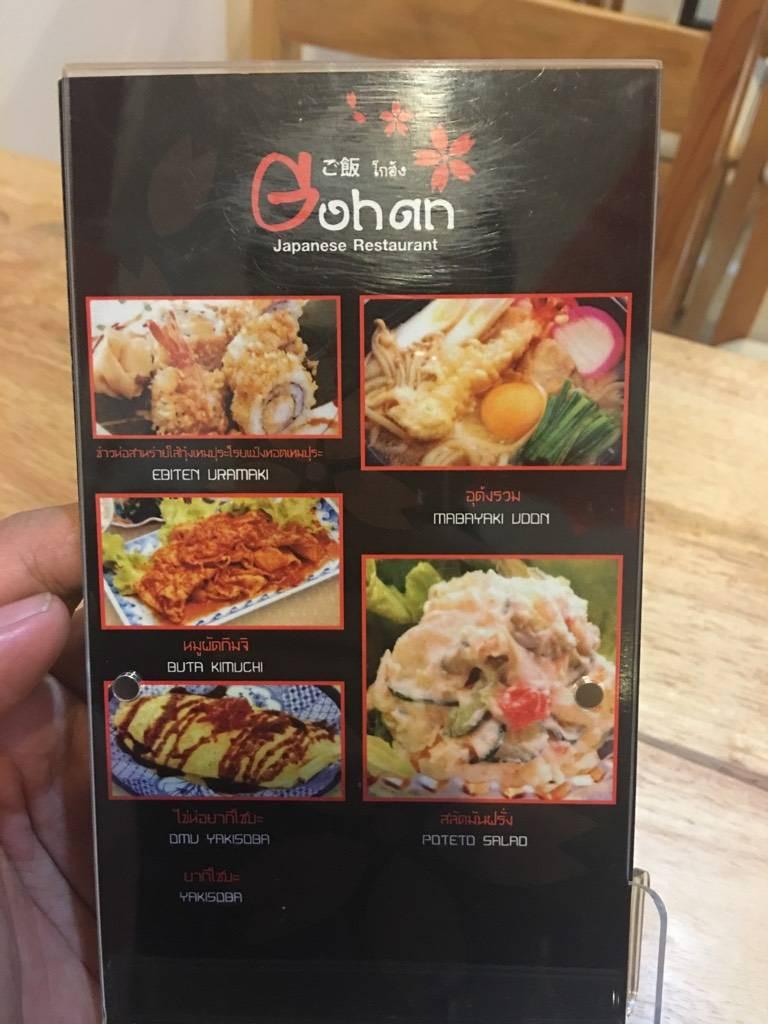 ご飯 โกฮัง
Gohan
Japanese Restaurant
ข้าวห่อสาหร่ายไส้กุ้งเทมปุระโรยแป้งทอดเทมปุระ
EBITEN URAMAKI
อุด้งรวม
MABAYAKI UDON
หมูผัดกิมจิ
BUTA KIMUCHI
ไข่ห่อยากิโซบะ
OMU YAKISOBA
สลัดมันฝรั่ง
POTETO SALAD
ยากิโซบะ
YAKISOBA